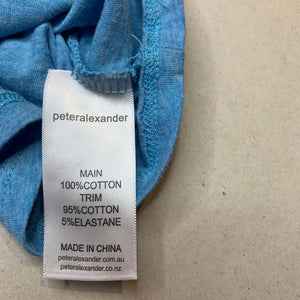 peteralexander
MAIN
100%COTTON
TRIM
95%COTTON
5%ELASTANE
MADE IN CHINA
peteralexander.com.au
peteralexander.co.nz